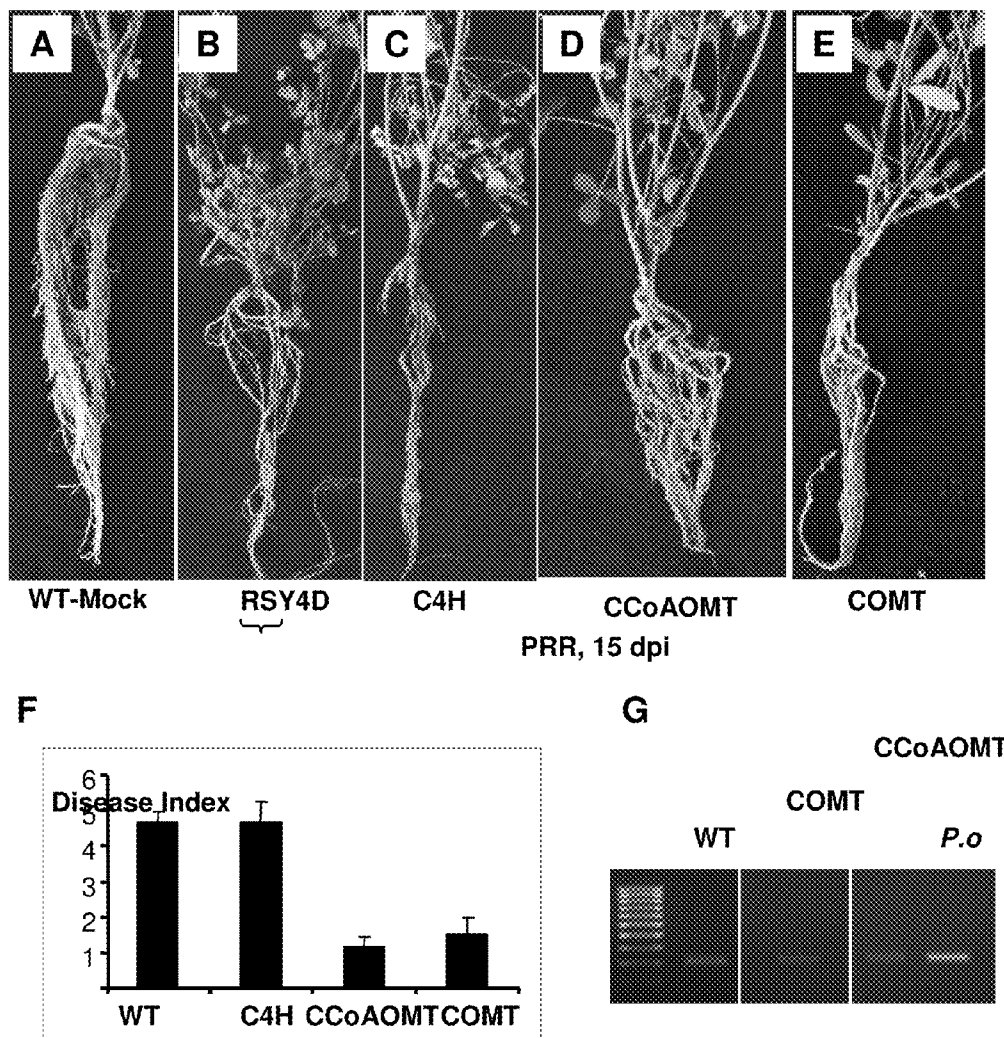 A B C D E
WT-Mock RSY4D C4H CCoAOMT COMT
PRR, 15 dpi
F
Disease Index
6
5
4
3
2
1
WT C4H CCoAOMT COMT
G
CCoAOMT
COMT
WT P.o